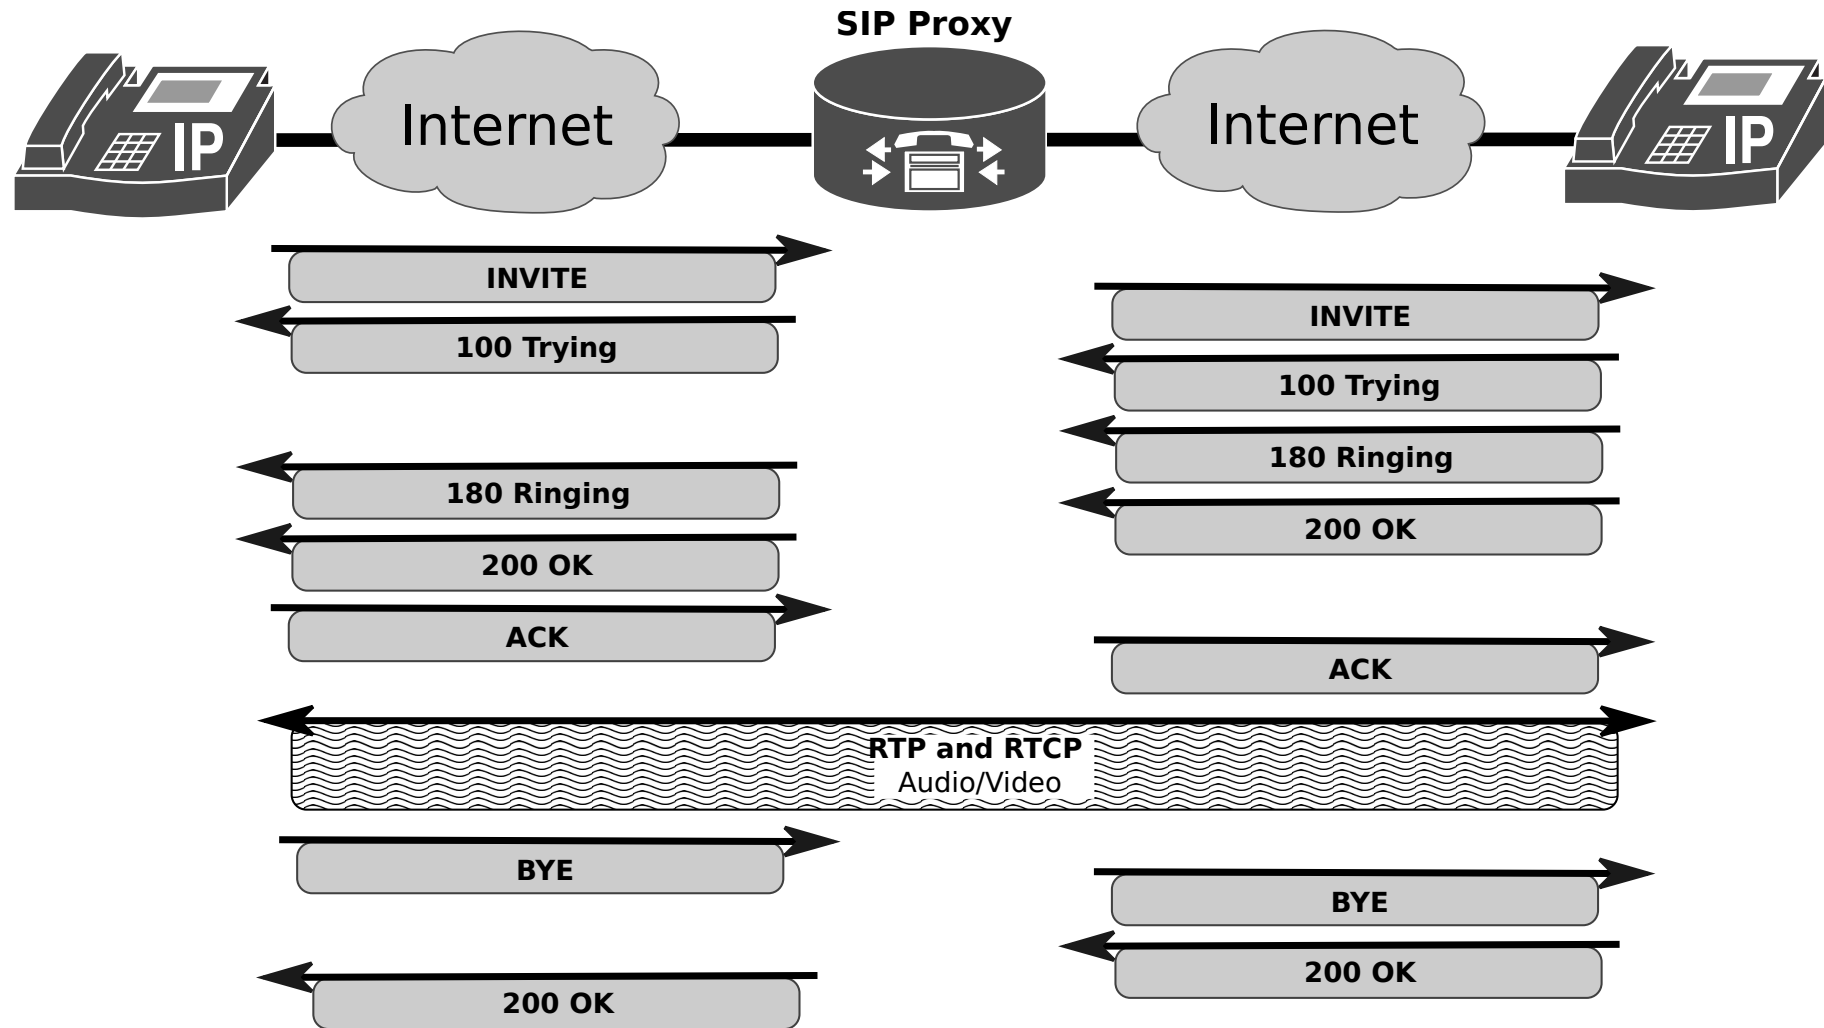 SIP Proxy
Internet
Internet
IP
IP
INVITE
INVITE
100 Trying
100 Trying
180 Ringing
180 Ringing
200 OK
200 OK
ACK
ACK
RTP and RTCP
Audio/Video
BYE
BYE
200 OK
200 OK